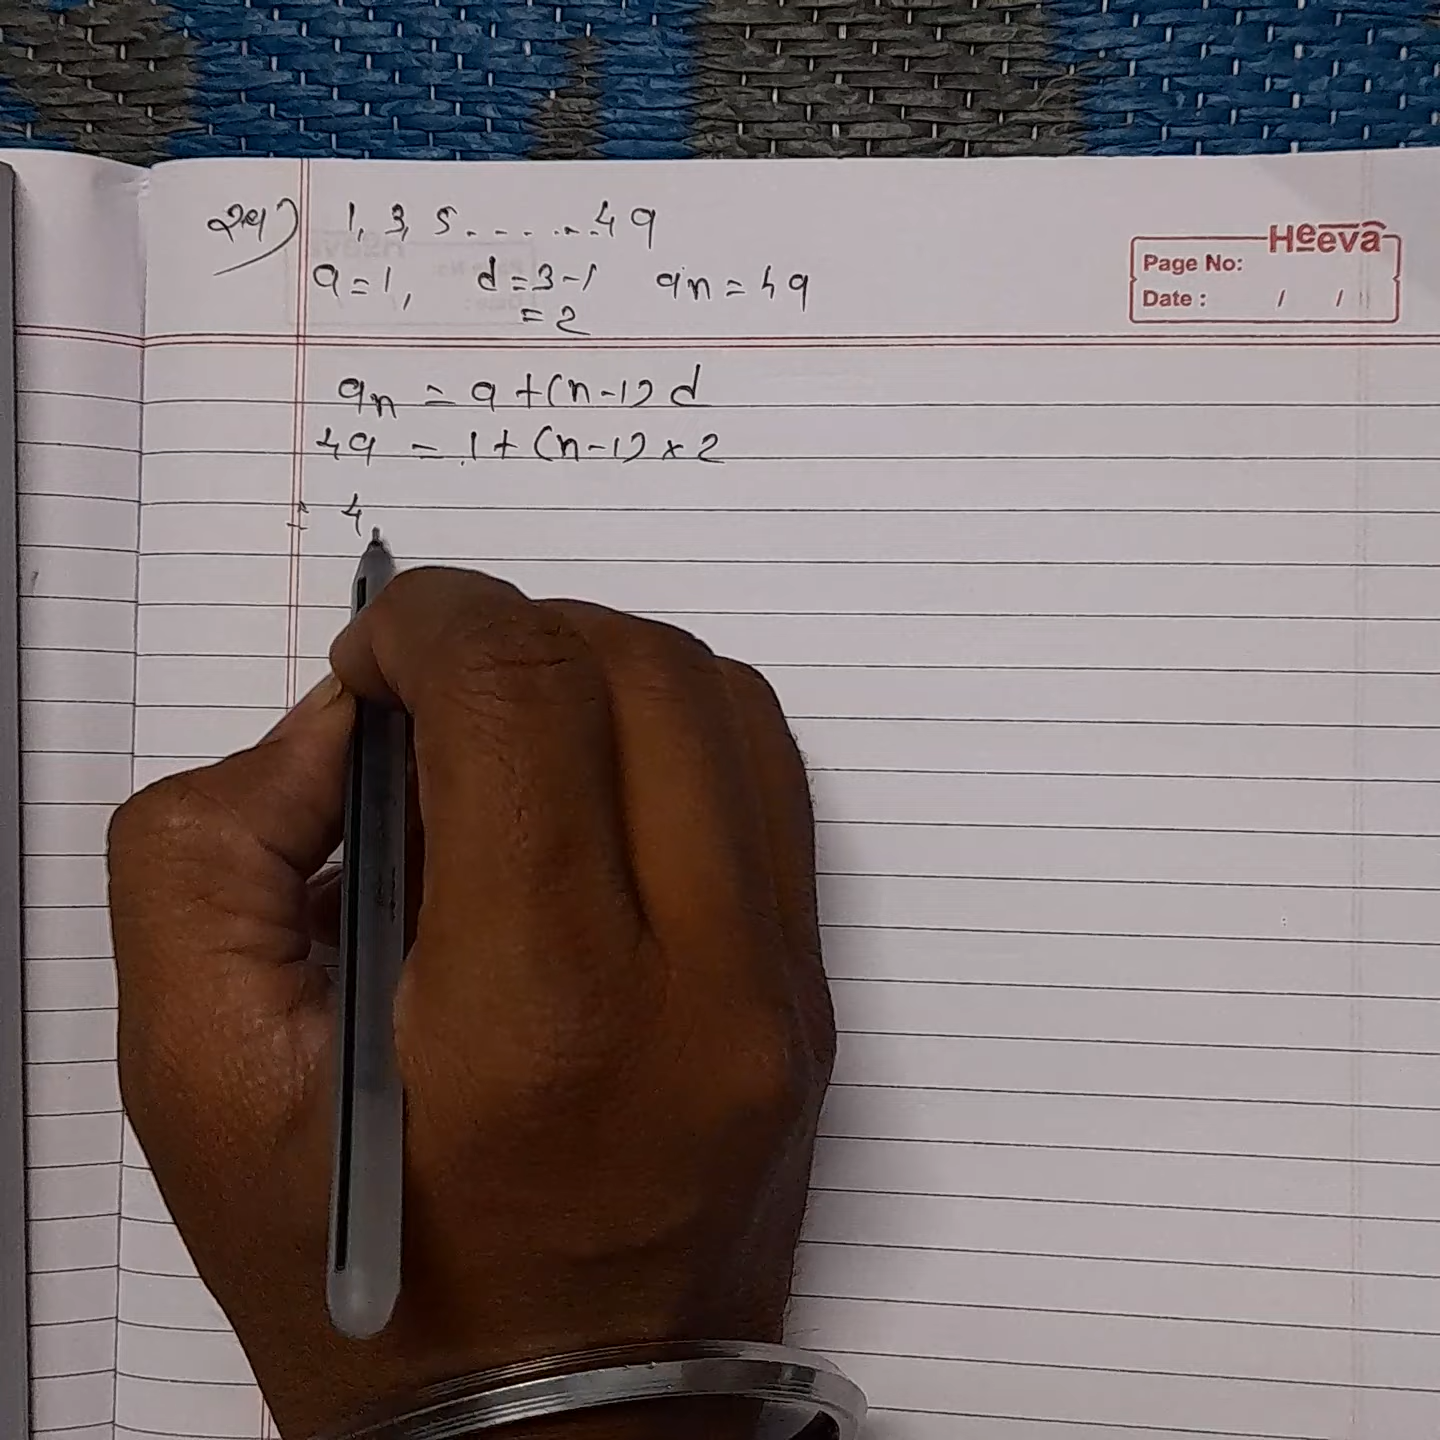 २५) 1, 3, 5.......49
a = 1, d = 3-1 an = 49
= 2
Heeva
Page No:
Date : / /
an = a + (n-1) d
49 = 1 + (n-1) × 2
⇒ 4